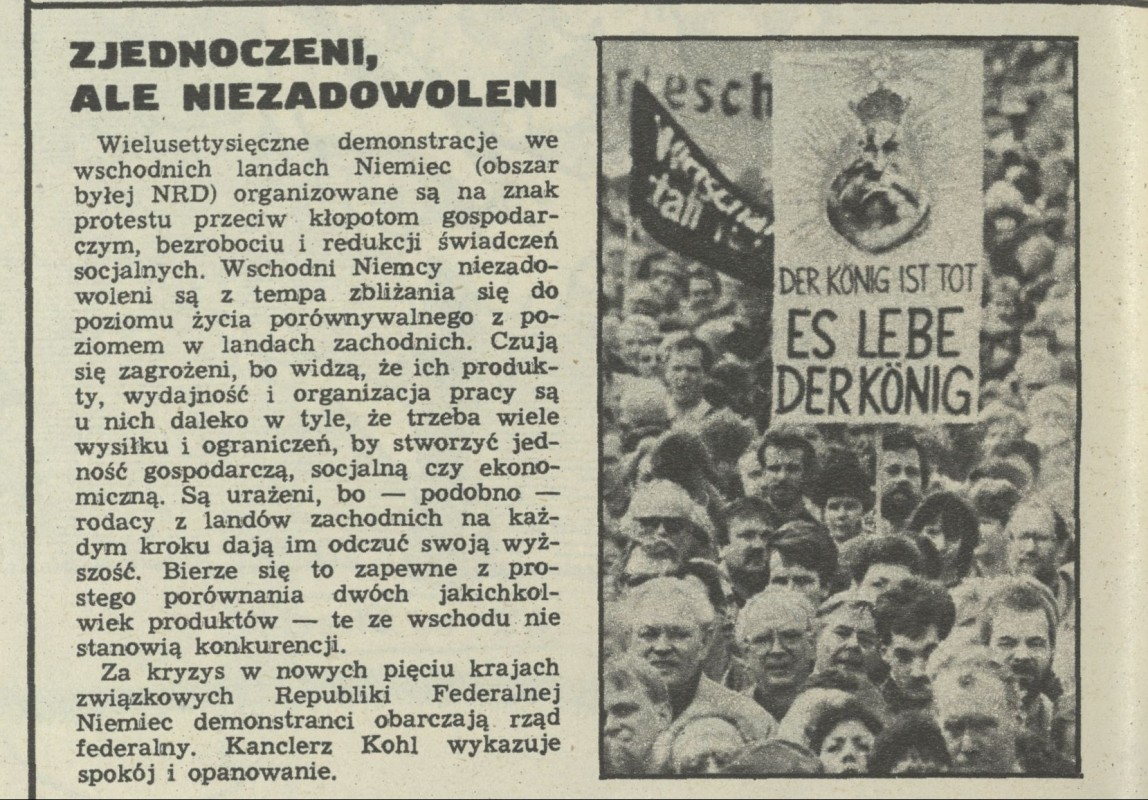 ZJEDNOCZENI,
ALE NIEZADOWOLENI
Wielusettysięczne demonstracje we
wschodnich landach Niemiec (obszar
byłej NRD) organizowane są na znak
protestu przeciw kłopotom gospodar-
czym, bezrobociu i redukcji świadczeń
socjalnych. Wschodni Niemcy niezado-
woleni są z tempa zbliżania się do
poziomu życia porównywalnego z po-
ziomem w landach zachodnich. Czują
się zagrożeni, bo widzą, że ich produk-
ty, wydajność i organizacja pracy są
u nich daleko w tyle, że trzeba wiele
wysiłku i ograniczeń, by stworzyć jed-
ność gospodarczą, socjalną czy ekono-
miczną. Są urażeni, bo — podobno —
rodacy z landów zachodnich na każ-
dym kroku dają im odczuć swoją wyż-
szość. Bierze się to zapewne z pro-
stego porównania dwóch jakichkol-
wiek produktów — te ze wschodu nie
stanowią konkurencji.
Za kryzys w nowych pięciu krajach
związkowych Republiki Federalnej
Niemiec demonstranci obarczają rząd
federalny. Kanclerz Kohl wykazuje
spokój i opanowanie.
esch
DER KÖNIG IST TOT
ES LEBE
DER KÖNIG